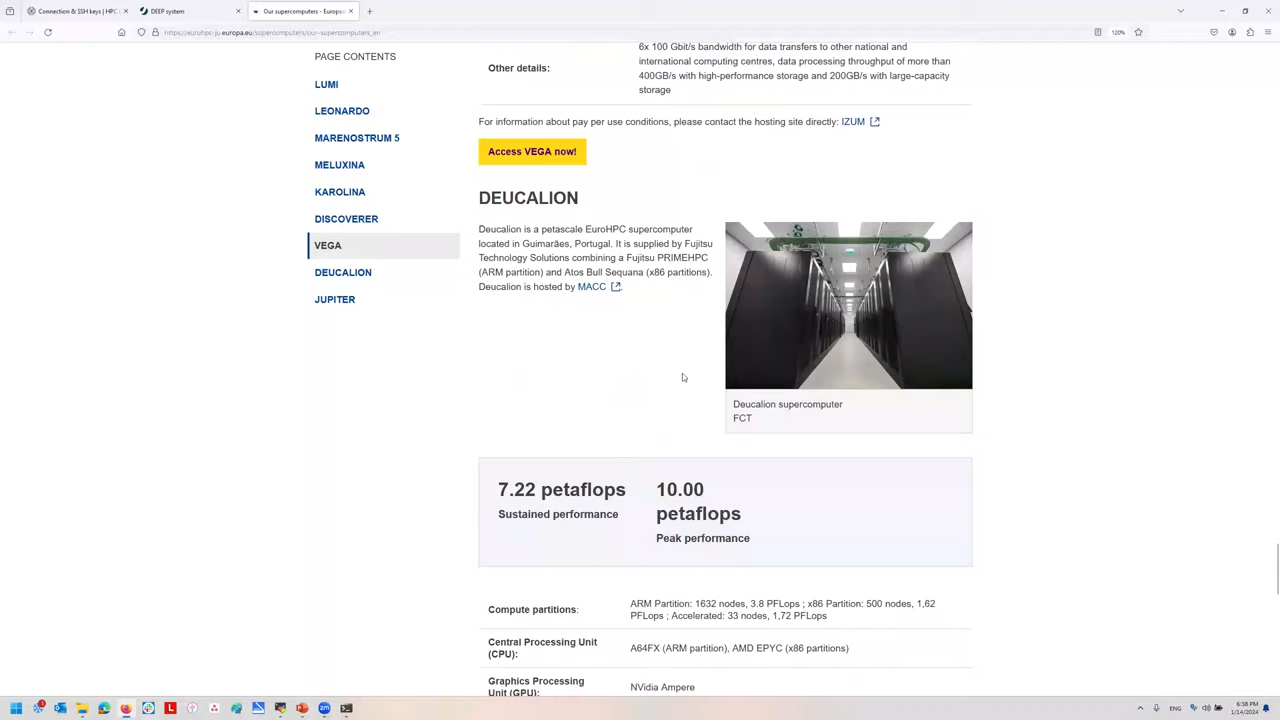 Connection & SSH keys | HPC
DEEP system
Our supercomputers - Europea
https://eurohpc-ju.europa.eu/supercomputers/our-supercomputers_en
120%
PAGE CONTENTS
LUMI
LEONARDO
MARENOSTRUM 5
MELUXINA
KAROLINA
DISCOVERER
VEGA
DEUCALION
JUPITER
Other details:
6x 100 Gbit/s bandwidth for data transfers to other national and
international computing centres, data processing throughput of more than
400GB/s with high-performance storage and 200GB/s with large-capacity
storage
For information about pay per use conditions, please contact the hosting site directly: IZUM
Access VEGA now!
DEUCALION
Deucalion is a petascale EuroHPC supercomputer
located in Guimarães, Portugal. It is supplied by Fujitsu
Technology Solutions combining a Fujitsu PRIMEHPC
(ARM partition) and Atos Bull Sequana (x86 partitions).
Deucalion is hosted by MACC.
Deucalion supercomputer
FCT
7.22 petaflops
Sustained performance
10.00
petaflops
Peak performance
Compute partitions:
ARM Partition: 1632 nodes, 3.8 PFLops ; x86 Partition: 500 nodes, 1,62
PFLops ; Accelerated: 33 nodes, 1,72 PFLops
Central Processing Unit
(CPU):
A64FX (ARM partition), AMD EPYC (x86 partitions)
Graphics Processing
Unit (GPU):
NVidia Ampere
ENG
6:38 PM
1/14/2024